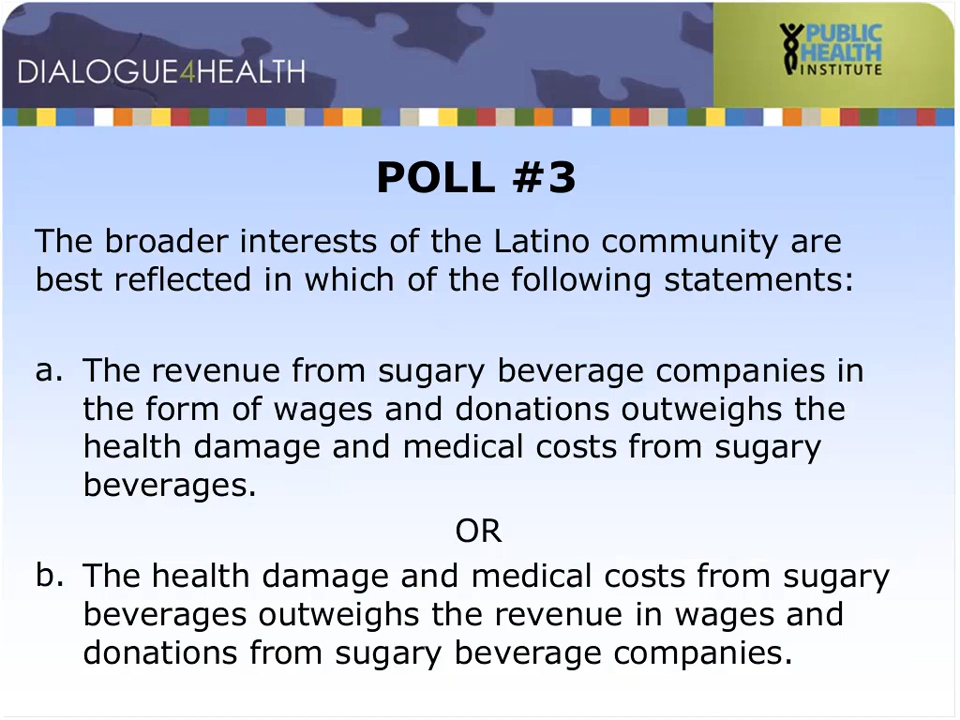 DIALOGUE4HEALTH
PUBLIC
HEALTH
INSTITUTE
POLL #3
The broader interests of the Latino community are
best reflected in which of the following statements:
a. The revenue from sugary beverage companies in
the form of wages and donations outweighs the
health damage and medical costs from sugary
beverages.
OR
b. The health damage and medical costs from sugary
beverages outweighs the revenue in wages and
donations from sugary beverage companies.